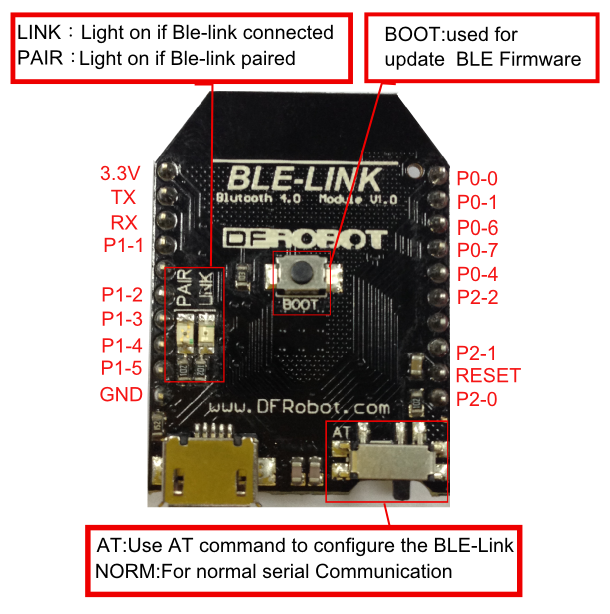 LINK : Light on if Ble-link connected
PAIR : Light on if Ble-link paired
BOOT:used for
update BLE Firmware
BLE-LINK
Blutooth 4.0 Module V1.0
DFROBOT
3.3V
TX
RX
P1-1
P1-2
P1-3
P1-4
P1-5
GND
P0-0
P0-1
P0-6
P0-7
P0-4
P2-2
P2-1
RESET
P2-0
PAIR
LINK
BOOT
www.DFRobot.com
AT
AT:Use AT command to configure the BLE-Link
NORM:For normal serial Communication